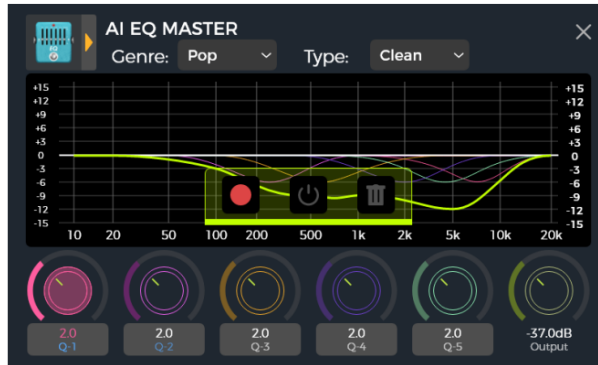 AI EQ MASTER
EQ
Genre: Pop Type: Clean
+15 +15
+12 +12
+9 +9
+6 +6
+3 +3
0 0
-3 -3
-6 -6
-9 -9
-12 -12
-15 -15
10 20 50 100 200 500 1k 2k 5k 10k 20k
2.0 2.0 2.0 2.0 2.0 -37.0dB
Q-1 Q-2 Q-3 Q-4 Q-5 Output